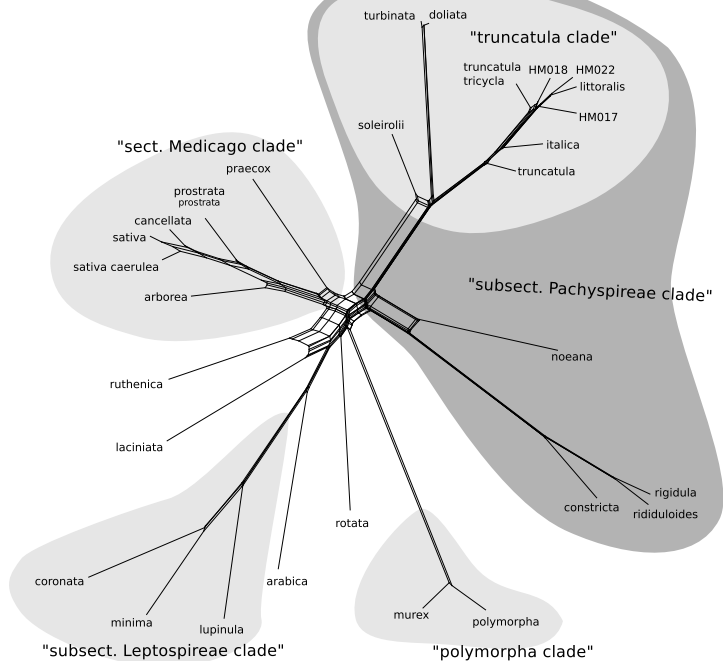 turbinata doliata
"truncatula clade"
truncatula HM018 HM022
tricycla
littoralis
HM017
soleirolii
italica
truncatula
"sect. Medicago clade"
praecox
prostrata
prostrata
cancellata
sativa
sativa caerulea
arborea
"subsect. Pachyspireae clade"
noeana
ruthenica
laciniata
rigidula
constricta
rididuloides
rotata
coronata
arabica
minima
lupinula
murex
polymorpha
"subsect. Leptospireae clade"
"polymorpha clade"